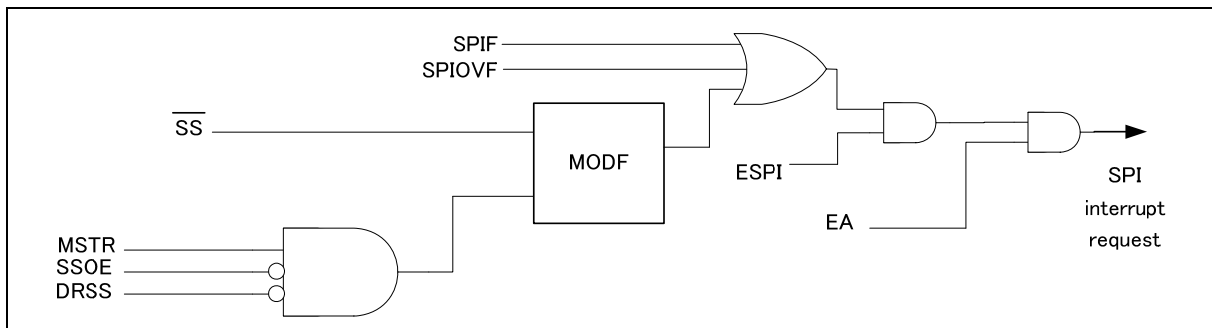 SPIF
SPIOVF
SS
MODF
ESPI
EA
SPI
interrupt
request
MSTR
SSOE
DRSS